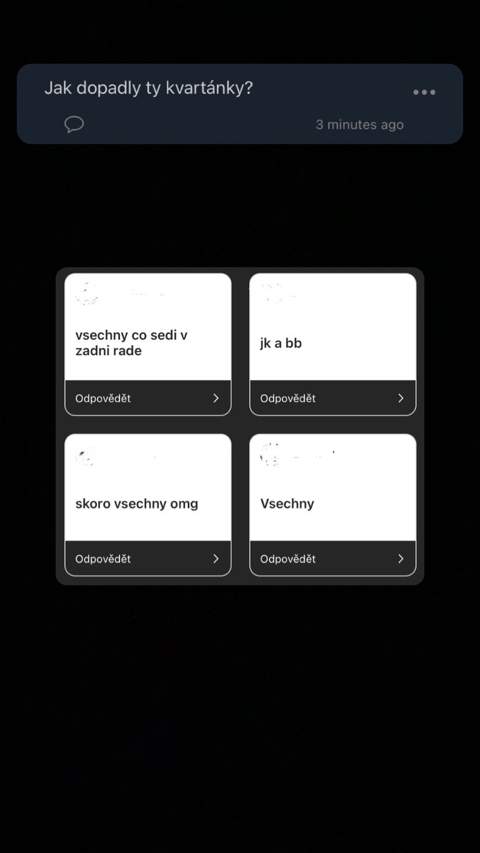 Jak dopadly ty kvartánky?
3 minutes ago
vsechny co sedi v
zadni rade
Odpovědět
jk a bb
Odpovědět
skoro vsechny omg
Odpovědět
Vsechny
Odpovědět